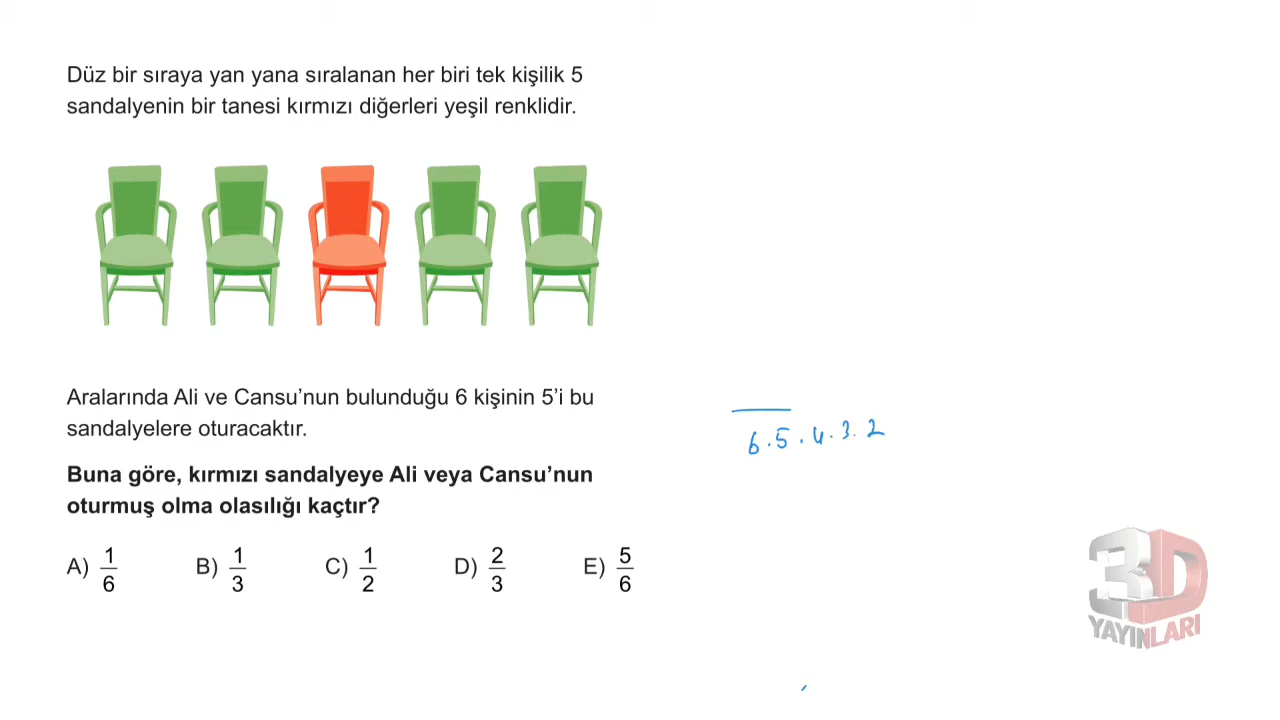 Düz bir sıraya yan yana sıralanan her biri tek kişilik 5
sandalyenin bir tanesi kırmızı diğerleri yeşil renklidir.
Aralarında Ali ve Cansu’nun bulunduğu 6 kişinin 5’i bu
sandalyelere oturacaktır.
Buna göre, kırmızı sandalyeye Ali veya Cansu’nun
oturmuş olma olasılığı kaçtır?
A) 1/6 B) 1/3 C) 1/2 D) 2/3 E) 5/6
6.5.4.3.2
3D
YAYINLARI